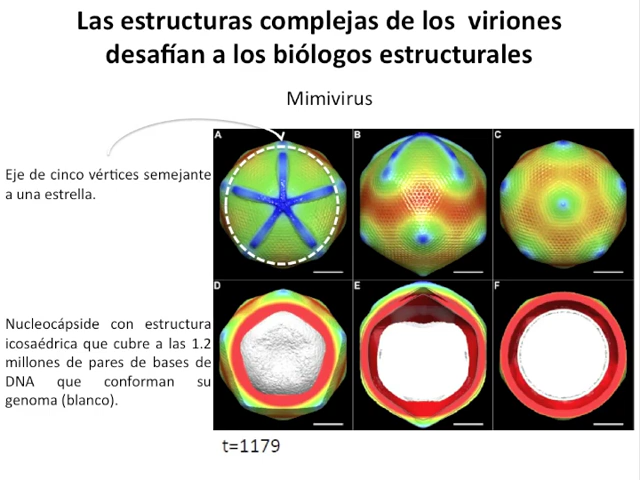 Las estructuras complejas de los viriones
desafían a los biólogos estructurales
Mimivirus
Eje de cinco vértices semejante
a una estrella.
A
B
C
Nucleocápside con estructura
icosaédrica que cubre a las 1.2
millones de pares de bases de
DNA que conforman su
genoma (blanco).
D
E
F
t=1179